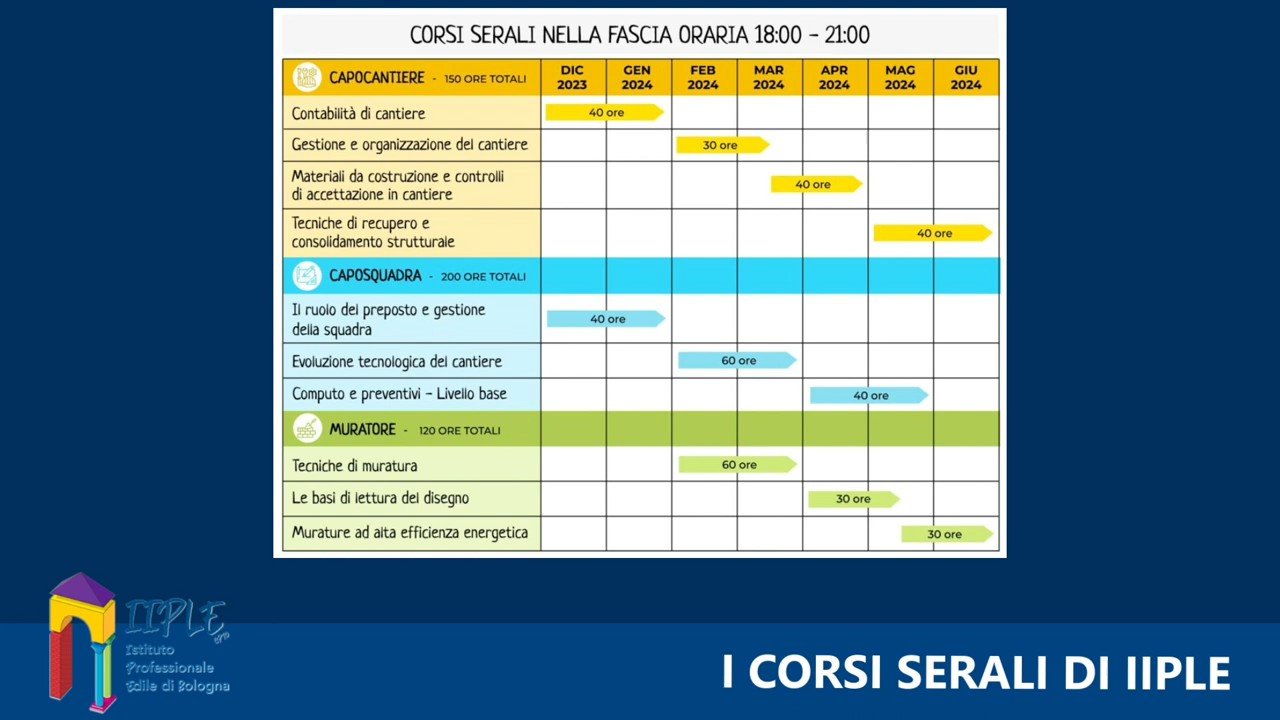 CORSI SERALI NELLA FASCIA ORARIA 18:00 – 21:00
CAPOCANTIERE - 150 ORE TOTALI
DIC 2023
GEN 2024
FEB 2024
MAR 2024
APR 2024
MAG 2024
GIU 2024
Contabilità di cantiere
40 ore
Gestione e organizzazione del cantiere
30 ore
Materiali da costruzione e controlli
di accettazione in cantiere
40 ore
Tecniche di recupero e
consolidamento strutturale
40 ore
CAPOSQUADRA - 200 ORE TOTALI
Il ruolo del preposto e gestione
della squadra
40 ore
Evoluzione tecnologica del cantiere
60 ore
Computo e preventivi – Livello base
40 ore
MURATORE - 120 ORE TOTALI
Tecniche di muratura
60 ore
Le basi di lettura del disegno
30 ore
Murature ad alta efficienza energetica
30 ore
IIPLE
Istituto
Professionale
Edile di Bologna
I CORSI SERALI DI IIPLE